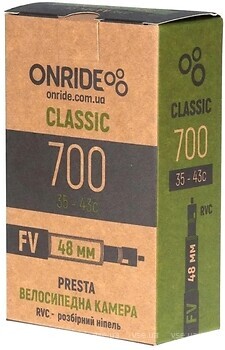 ONRIDE
onride.com.ua
CLASSIC
700
35 - 43c
FV
48 мм
PRESTA
ВЕЛОСИПЕДНА КАМЕРА
RVC- розбірний ніпель
CLASSIC
700
35 - 43c
RVC
FV
48 мм